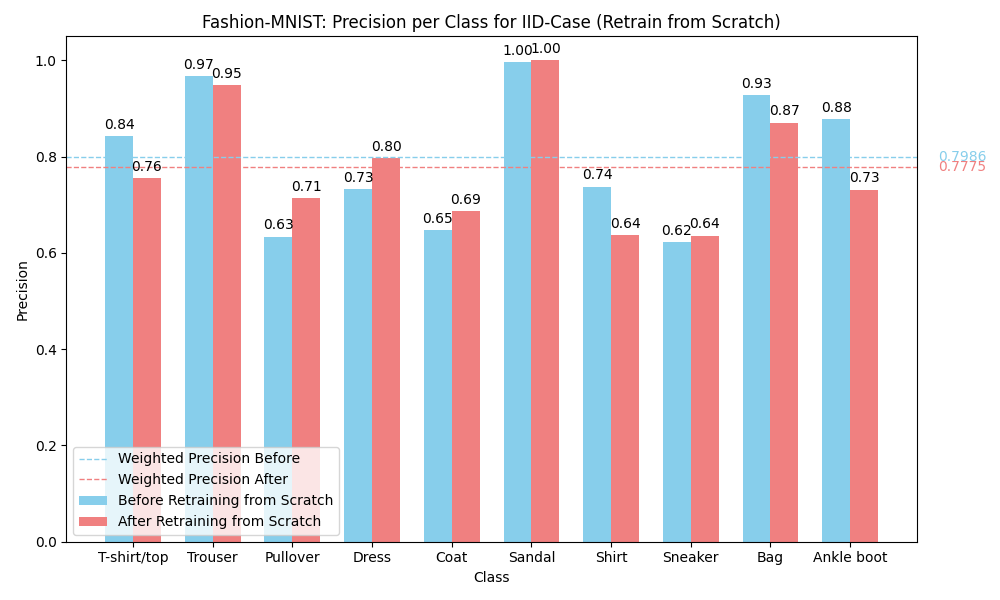 Fashion-MNIST: Precision per Class for IID-Case (Retrain from Scratch)
Precision
1.0
0.8
0.6
0.4
0.2
0.0
0.84
0.76
0.97
0.95
0.63
0.71
0.73
0.80
0.65
0.69
1.00
1.00
0.74
0.64
0.62
0.64
0.93
0.87
0.88
0.73
0.7986
0.7775
Weighted Precision Before
Weighted Precision After
Before Retraining from Scratch
After Retraining from Scratch
T-shirt/top
Trouser
Pullover
Dress
Coat
Sandal
Shirt
Sneaker
Bag
Ankle boot
Class